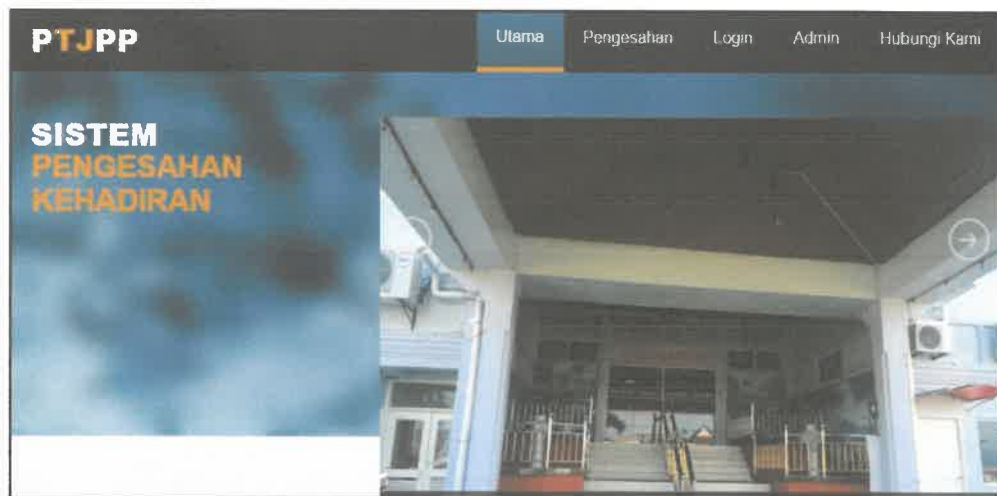 PTJPP
Utama Pengesahan Login Admin Hubungi Kami
SISTEM
PENGESAHAN
KEHADIRAN